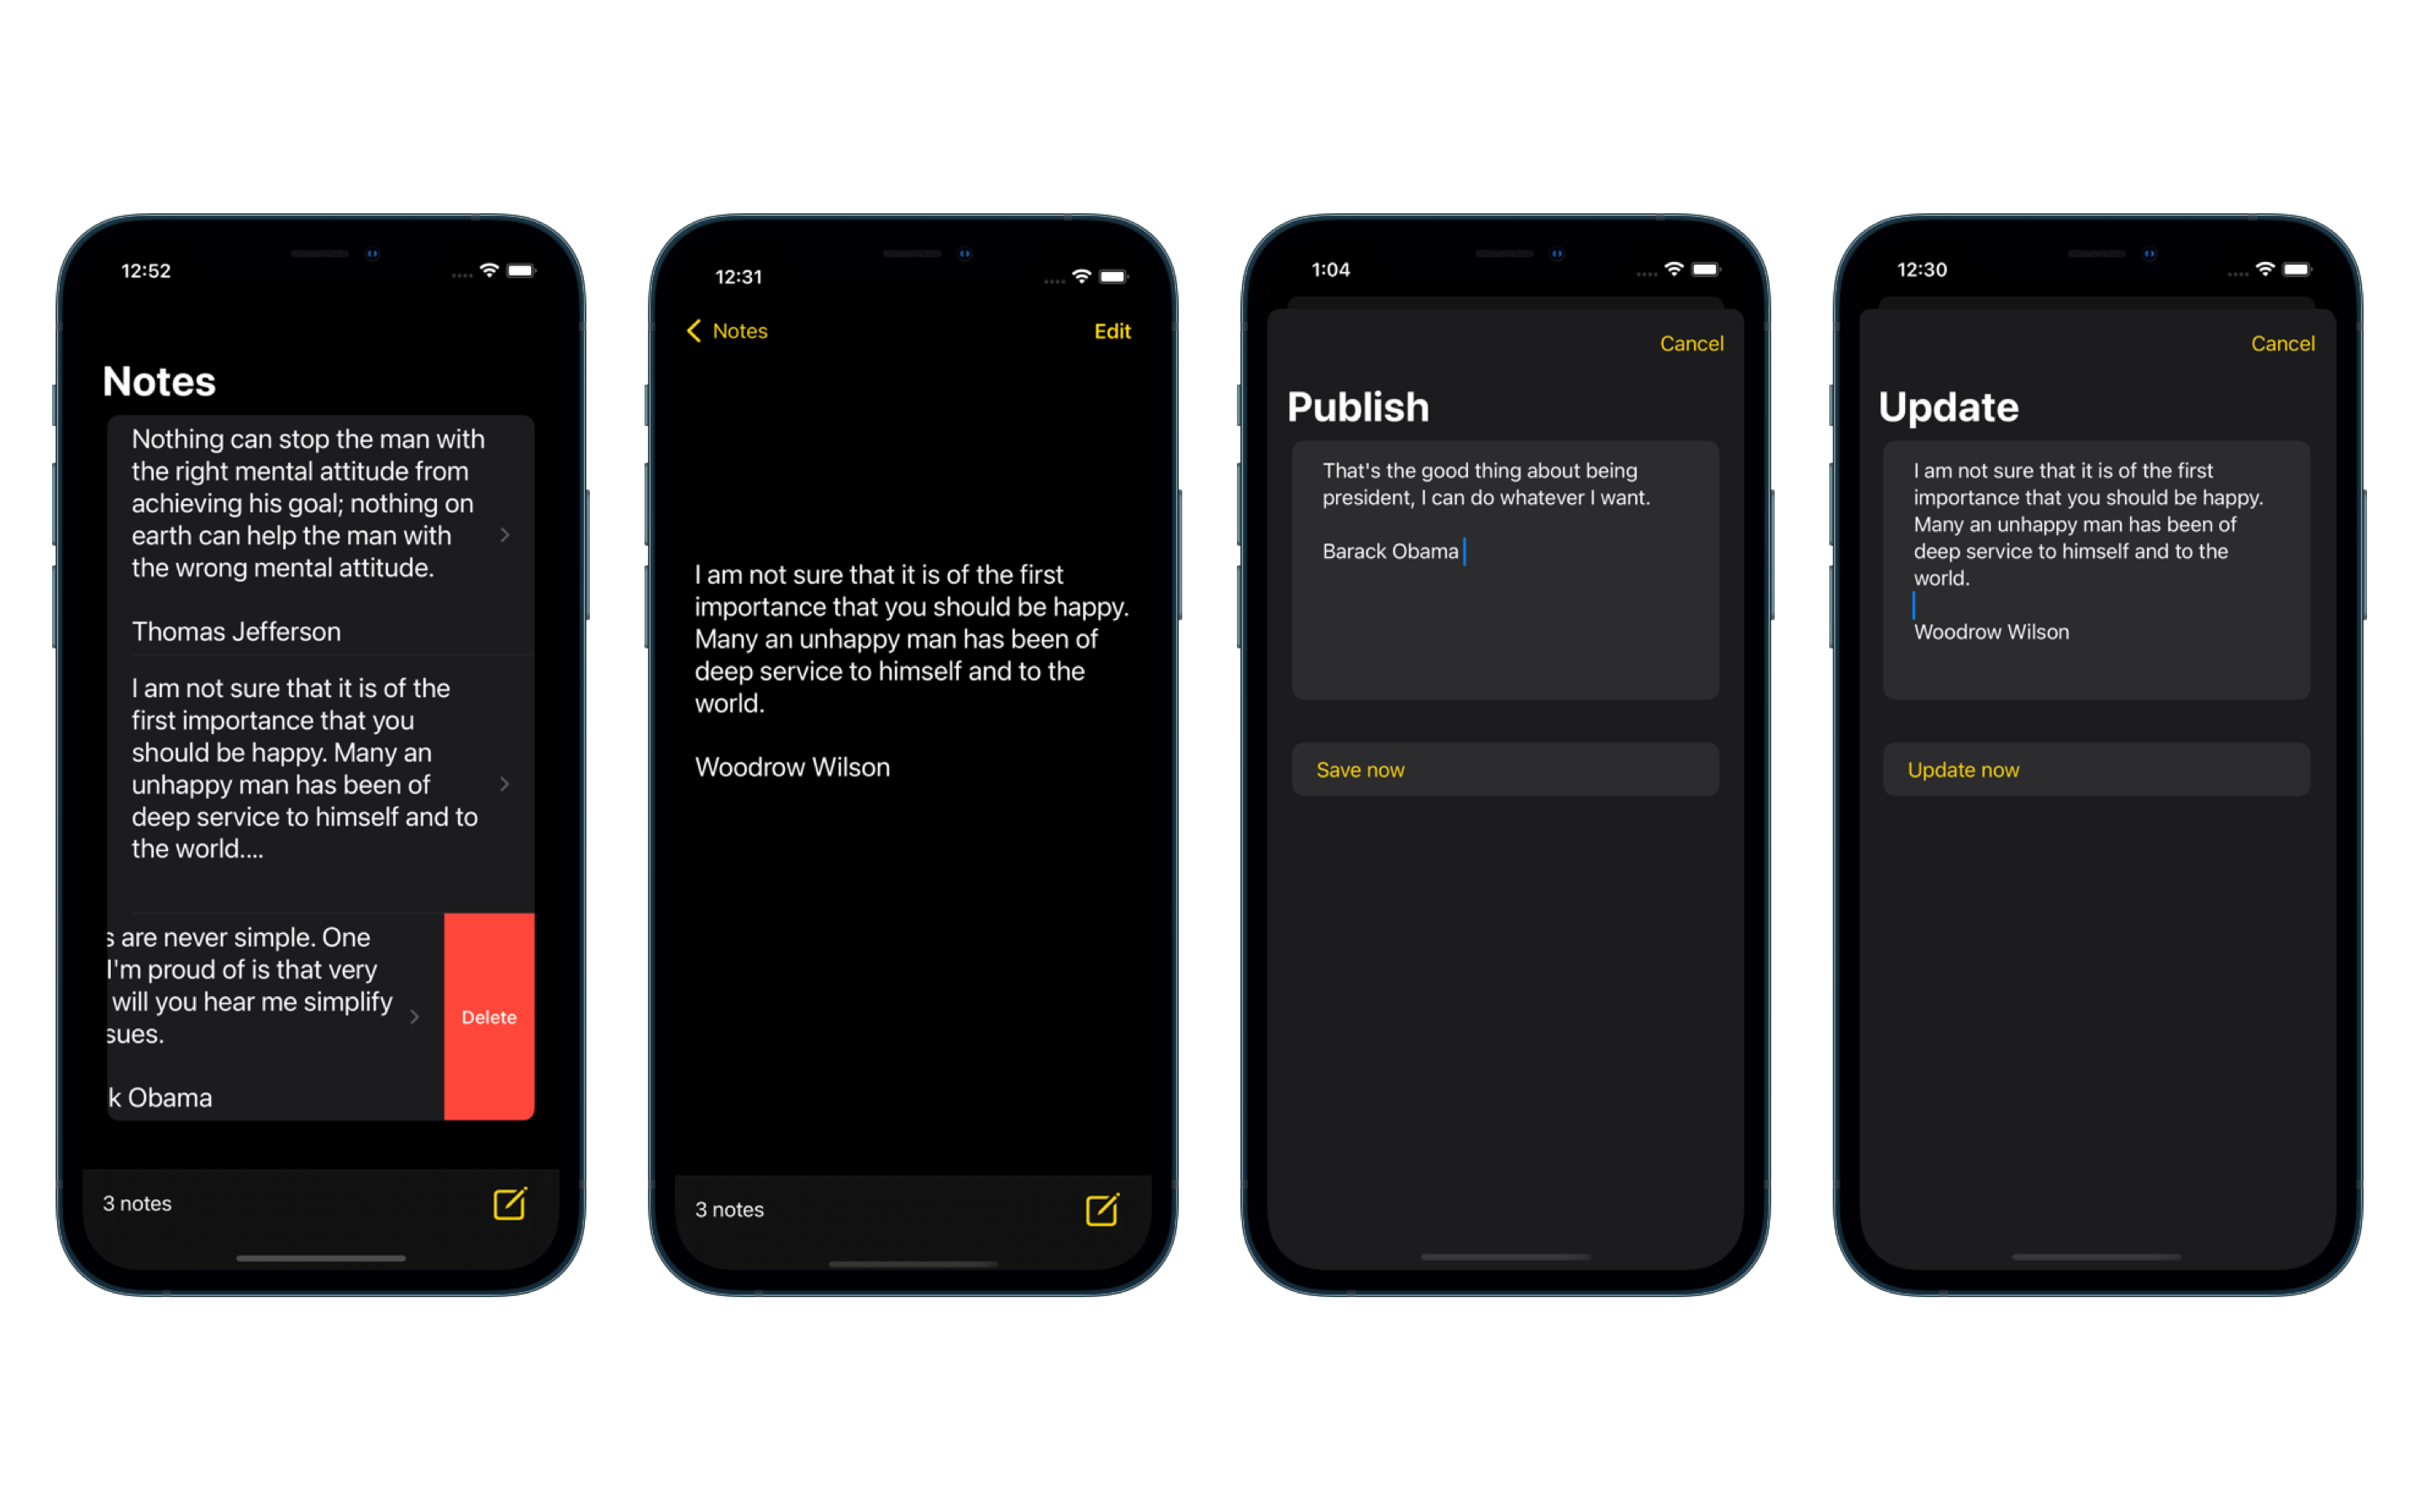 12:52
Notes
Nothing can stop the man with
the right mental attitude from
achieving his goal; nothing on
earth can help the man with
the wrong mental attitude.
Thomas Jefferson
I am not sure that it is of the
first importance that you
should be happy. Many an
unhappy man has been of
deep service to himself and to
the world....
s are never simple. One
I'm proud of is that very
will you hear me simplify
sues.
k Obama
Delete
3 notes
12:31
Notes
Edit
I am not sure that it is of the first
importance that you should be happy.
Many an unhappy man has been of
deep service to himself and to the
world.
Woodrow Wilson
3 notes
1:04
Cancel
Publish
That's the good thing about being
president, I can do whatever I want.
Barack Obama
Save now
12:30
Cancel
Update
I am not sure that it is of the first
importance that you should be happy.
Many an unhappy man has been of
deep service to himself and to the
world.
Woodrow Wilson
Update now